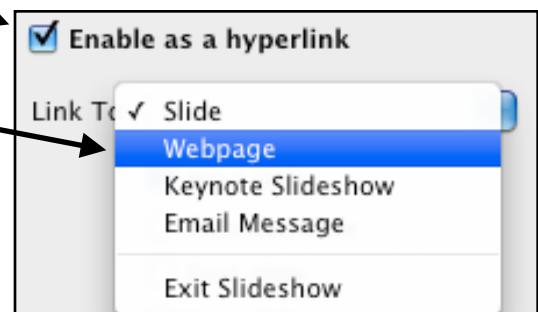 Enable as a hyperlink
Link To ✓ Slide
Webpage
Keynote Slideshow
Email Message
Exit Slideshow